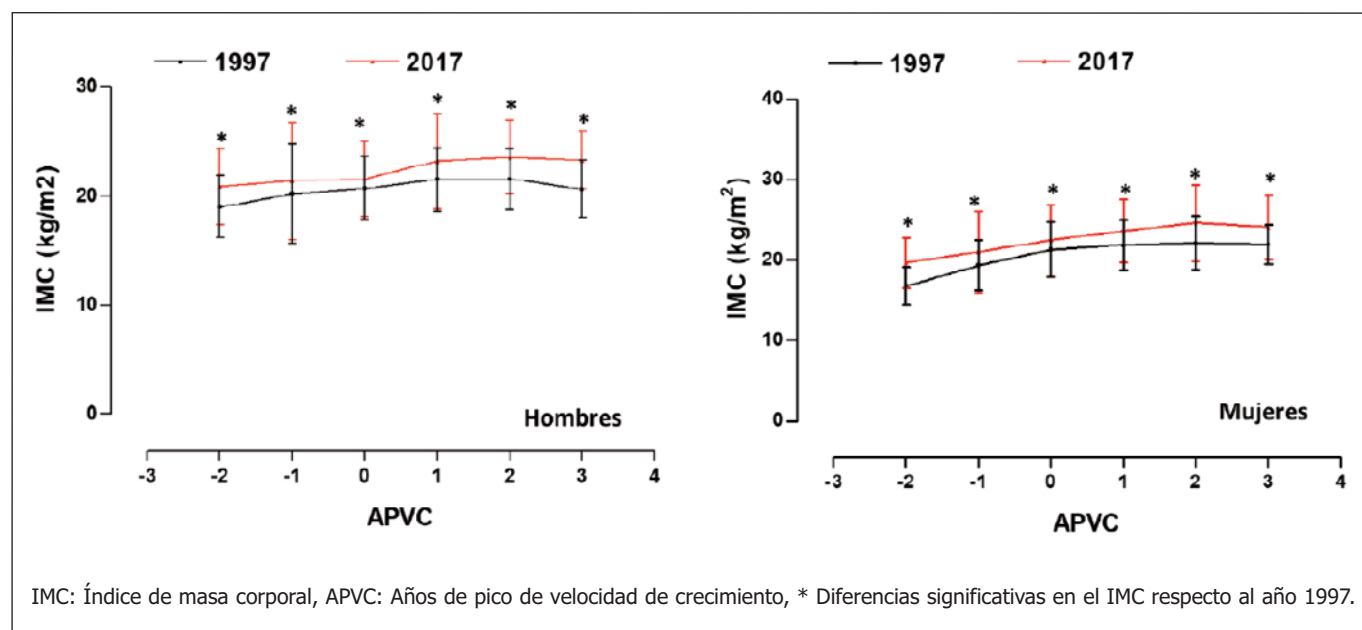 1997 2017
30
20
10
0
IMC (kg/m2)
* * * * * *
Hombres
-3 -2 -1 0 1 2 3 4
APVC
1997 2017
40
30
20
10
0
IMC (kg/m²)
* * * * * *
Mujeres
-3 -2 -1 0 1 2 3 4
APVC
IMC: Índice de masa corporal, APVC: Años de pico de velocidad de crecimiento, * Diferencias significativas en el IMC respecto al año 1997.